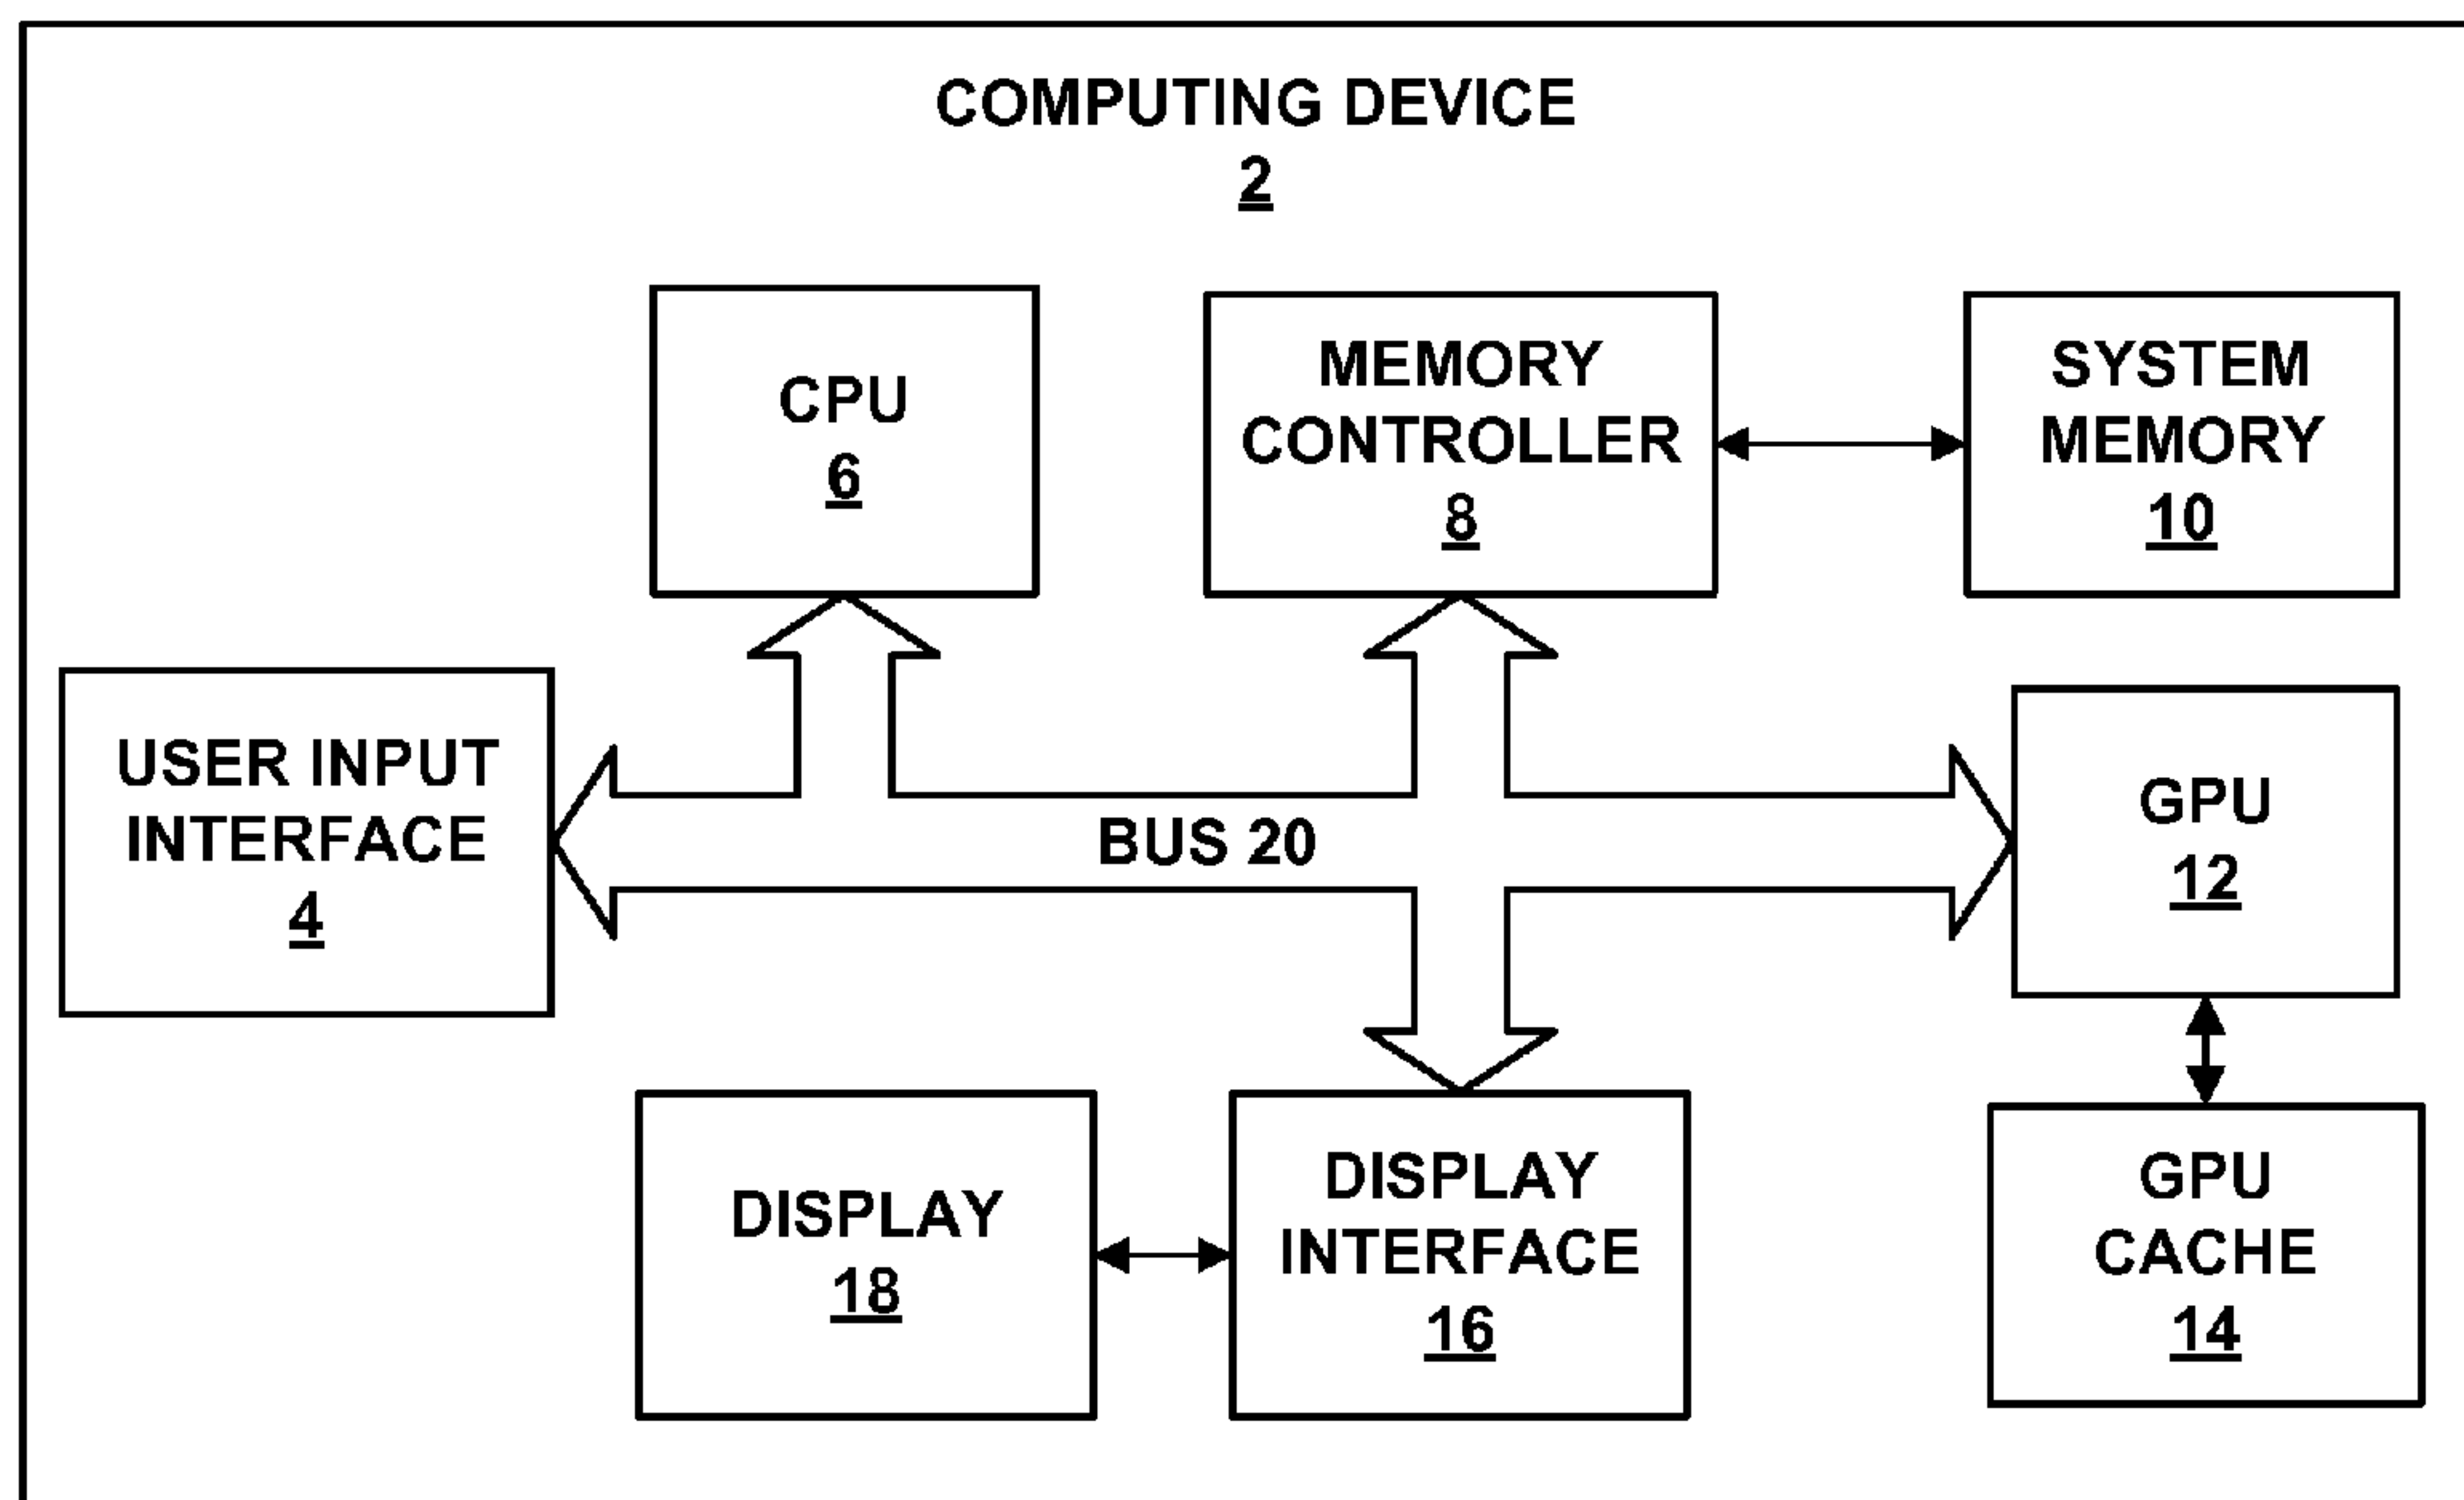 COMPUTING DEVICE
2
CPU
6
MEMORY
CONTROLLER
8
SYSTEM
MEMORY
10
USER INPUT
INTERFACE
4
BUS 20
GPU
12
DISPLAY
18
DISPLAY
INTERFACE
16
GPU
CACHE
14